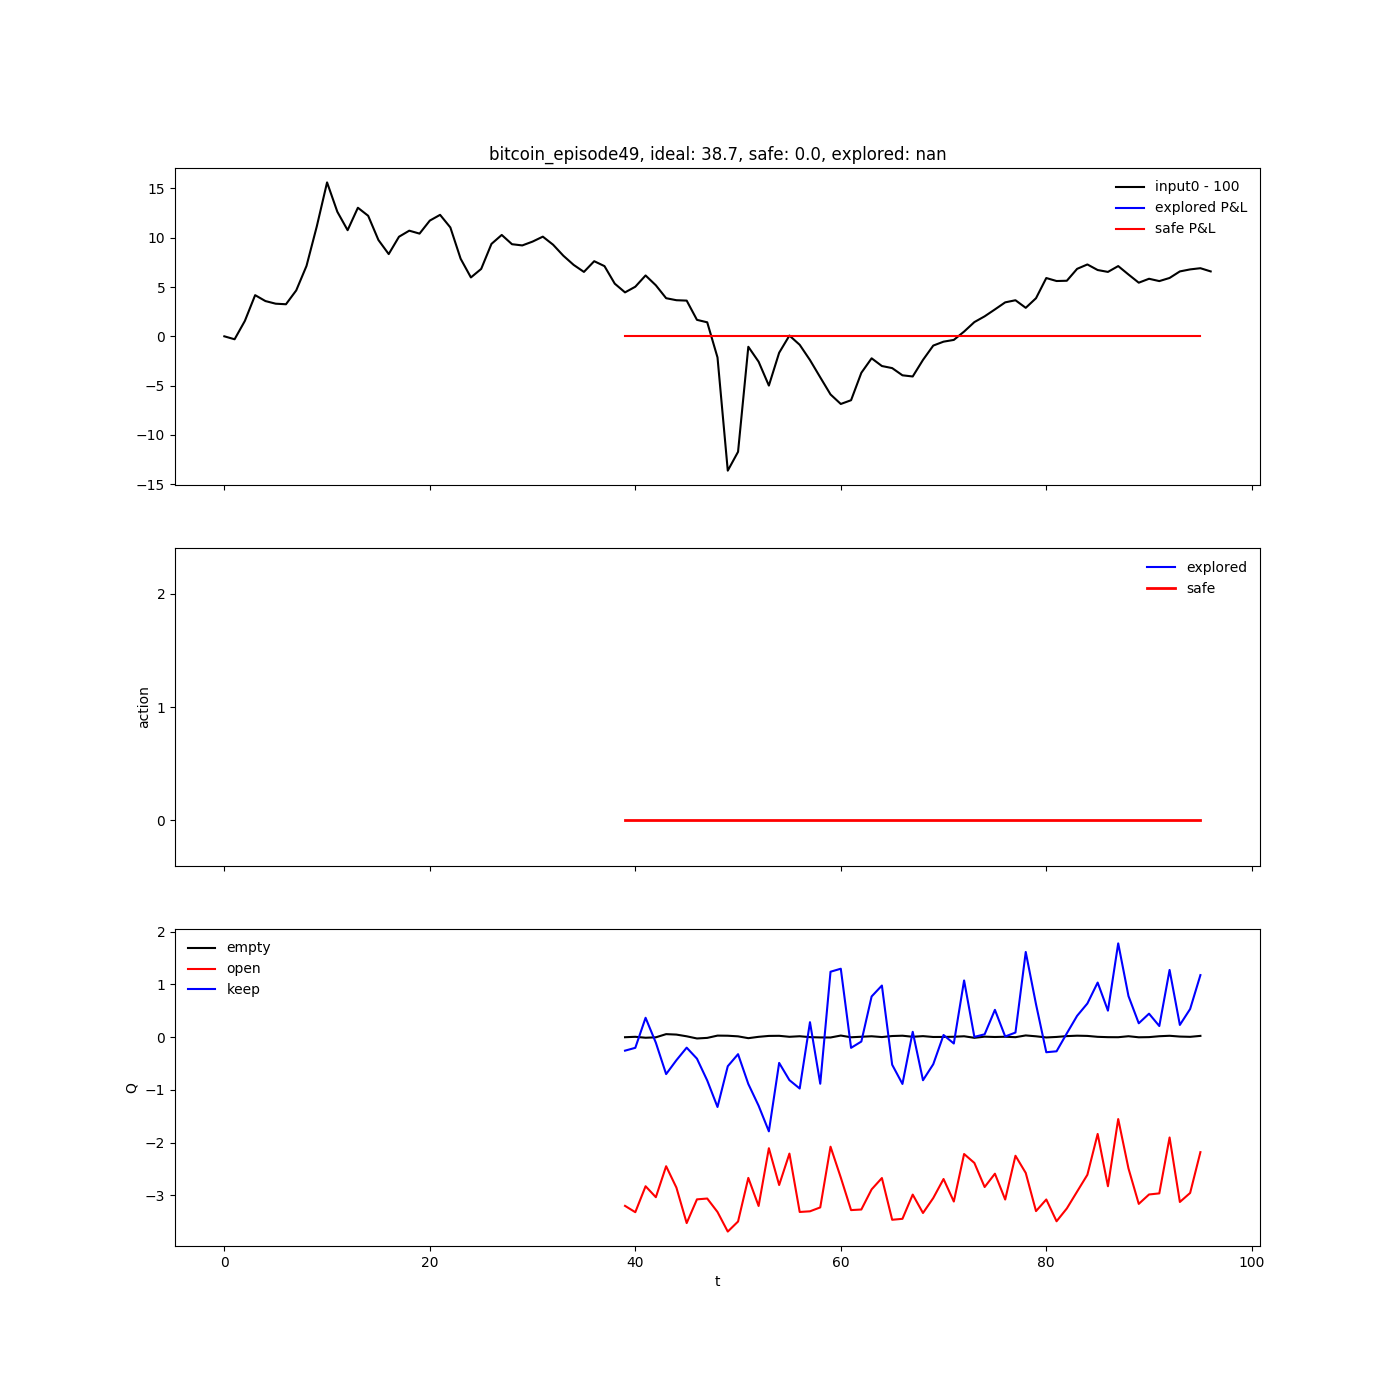 bitcoin_episode49, ideal: 38.7, safe: 0.0, explored: nan
15
10
5
0
−5
−10
−15
input0 - 100
explored P&L
safe P&L
action
2
1
0
explored
safe
Q
2
1
0
−1
−2
−3
empty
open
keep
0
20
40
60
80
100
t